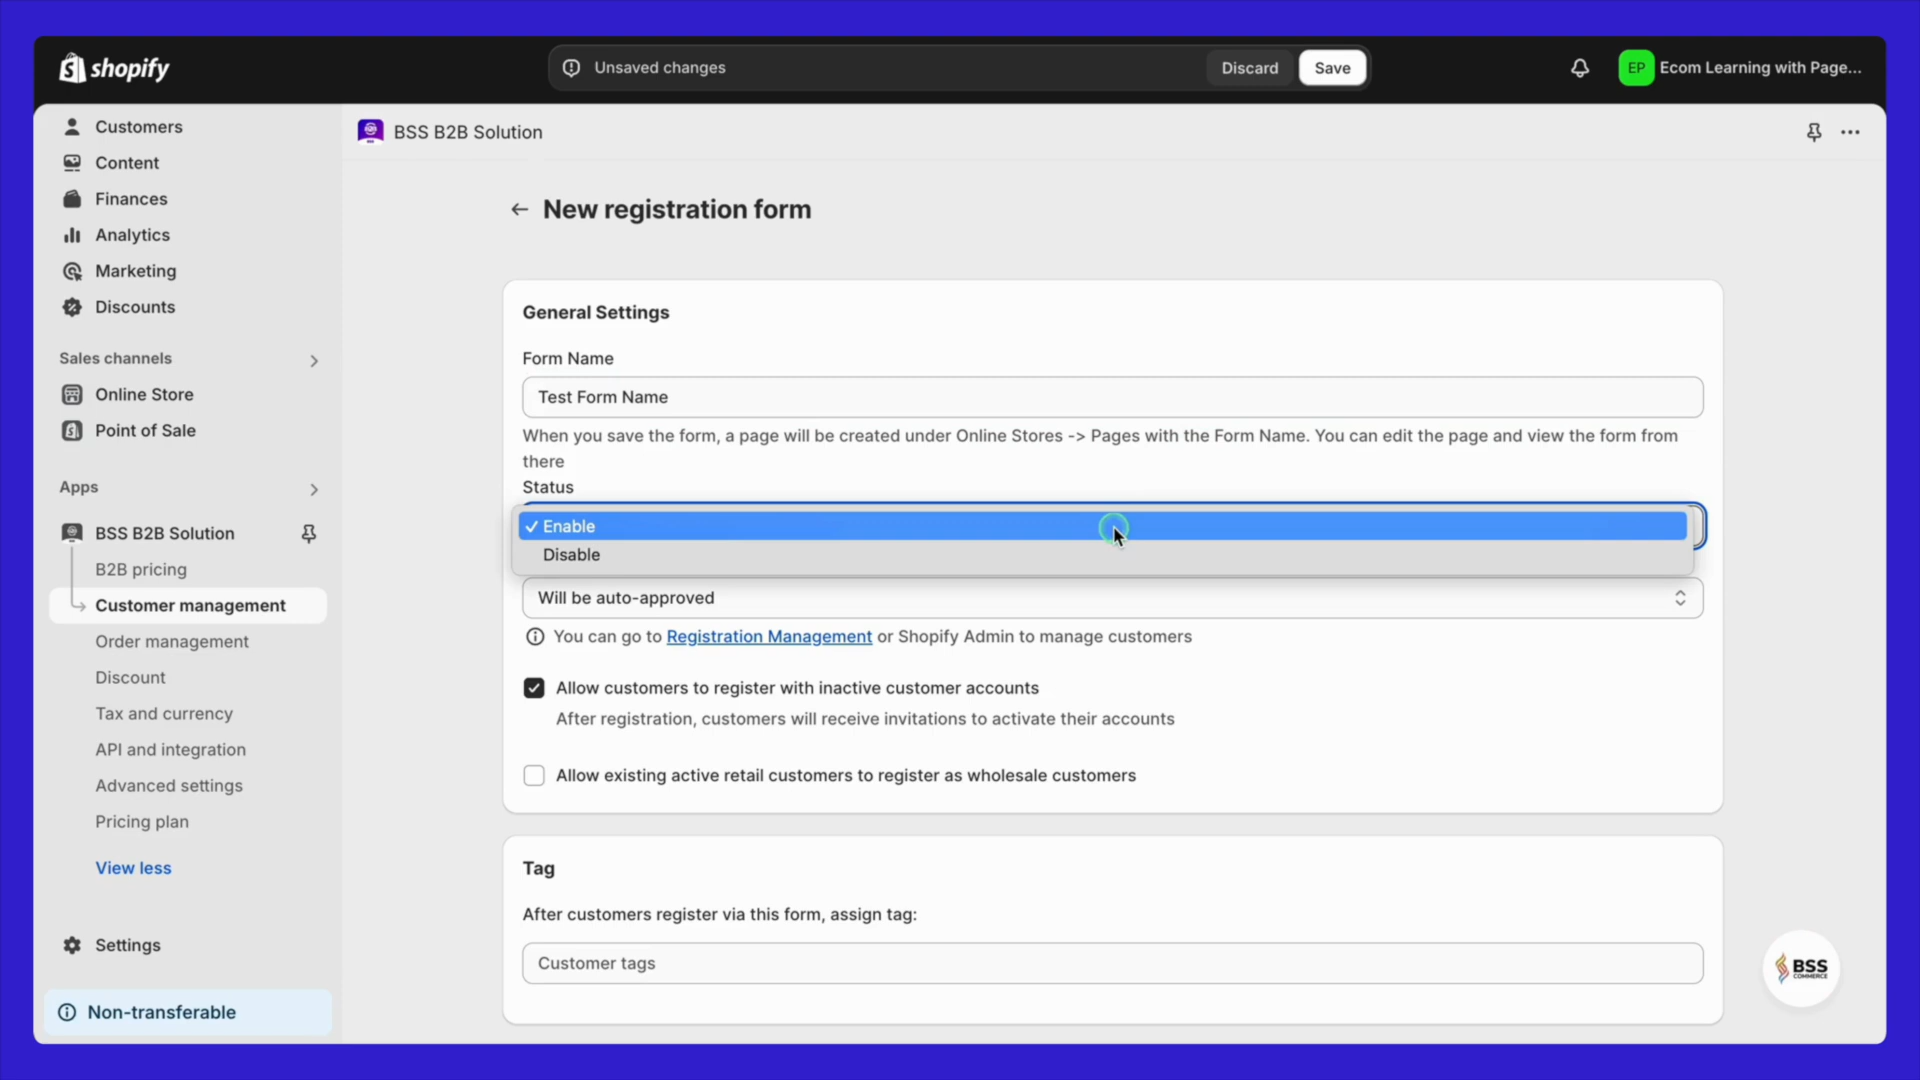 shopify
Unsaved changes
Discard
Save
EP
Ecom Learning with Page...
Customers
Content
Finances
Analytics
Marketing
Discounts
Sales channels
Online Store
Point of Sale
Apps
BSS B2B Solution
B2B pricing
Customer management
Order management
Discount
Tax and currency
API and integration
Advanced settings
Pricing plan
View less
Settings
Non-transferable
BSS B2B Solution
New registration form
General Settings
Form Name
Test Form Name
When you save the form, a page will be created under Online Stores -> Pages with the Form Name. You can edit the page and view the form from
there
Status
✓ Enable
Disable
Will be auto-approved
You can go to Registration Management or Shopify Admin to manage customers
Allow customers to register with inactive customer accounts
After registration, customers will receive invitations to activate their accounts
Allow existing active retail customers to register as wholesale customers
Tag
After customers register via this form, assign tag:
Customer tags
BSS
COMMERCE